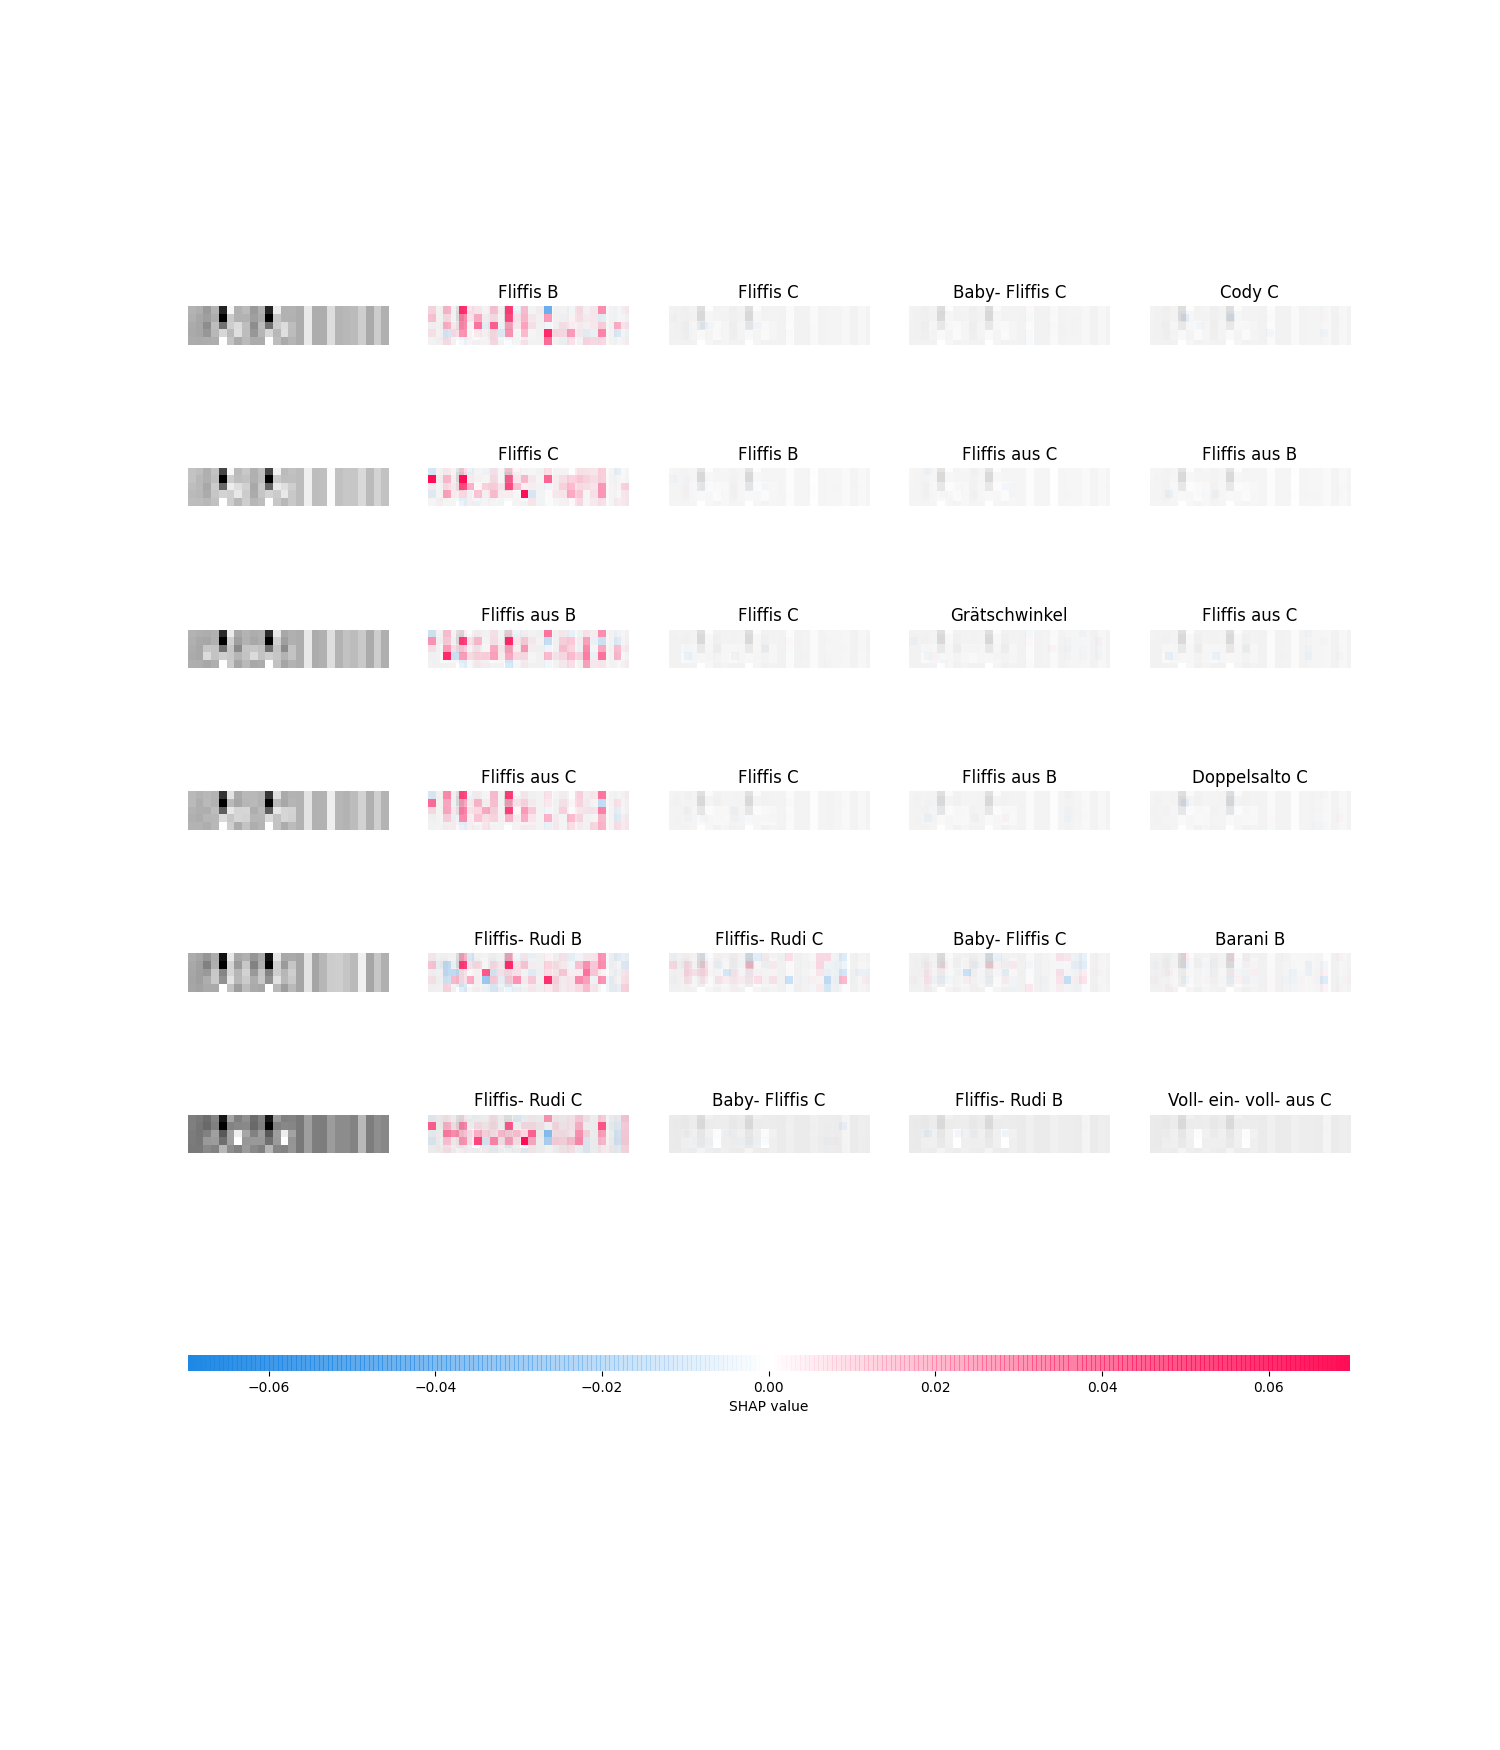 Fliffis B Fliffis C Baby- Fliffis C Cody C
Fliffis C Fliffis B Fliffis aus C Fliffis aus B
Fliffis aus B Fliffis C Grätschwinkel Fliffis aus C
Fliffis aus C Fliffis C Fliffis aus B Doppelsalto C
Fliffis- Rudi B Fliffis- Rudi C Baby- Fliffis C Barani B
Fliffis- Rudi C Baby- Fliffis C Fliffis- Rudi B Voll- ein- voll- aus C
−0.06 −0.04 −0.02 0.00 0.02 0.04 0.06
SHAP value